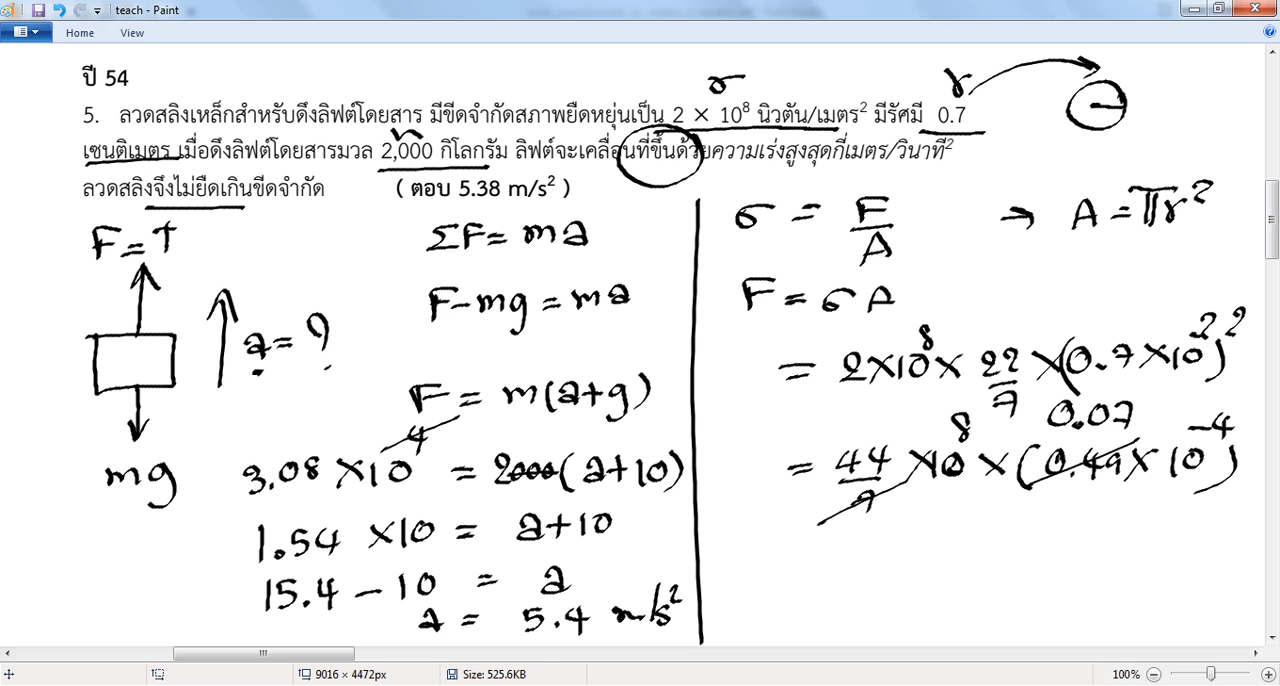 teach - Paint
Home View
ปี 54
σ r
5. ลวดสลิงเหล็กสำหรับดึงลิฟต์โดยสาร มีขีดจำกัดสภาพยืดหยุ่นเป็น 2 × 10⁸ นิวตัน/เมตร² มีรัศมี 0.7
m
เซนติเมตร เมื่อดึงลิฟต์โดยสารมวล 2,000 กิโลกรัม ลิฟต์จะเคลื่อนที่ขึ้นด้วยความเร่งสูงสุดกี่เมตร/วินาที²
ลวดสลิงจึงไม่ยืดเกินขีดจำกัด ( ตอบ 5.38 m/s² )
F = T
a = ?
mg
ΣF = ma
F - mg = ma
F = m(a+g)
3.08 × 10⁴ = 2000 (a+10)
1.54 × 10 = a+10
15.4 - 10 = a
a = 5.4 m/s²
σ = F/A → A = πr²
F = σA
= 2×10⁸ × 22/7 × (0.7 × 10⁻²)²
0.07
= 44/7 × 10⁸ × (0.49 × 10⁻⁴)
9016 × 4472px Size: 525.6KB 100%